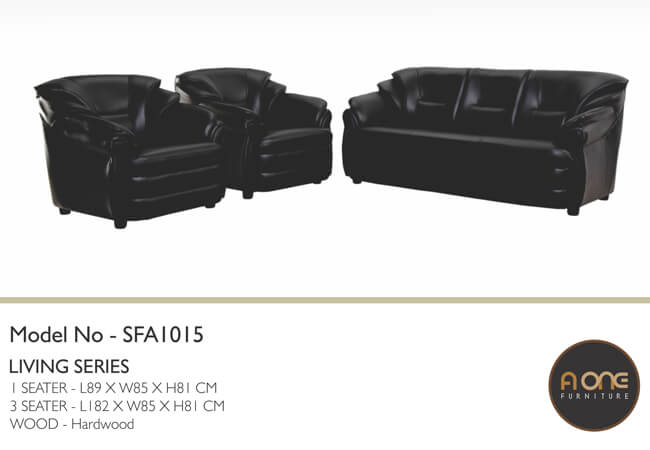 Model No - SFA1015
LIVING SERIES
1 SEATER - L89 X W85 X H81 CM
3 SEATER - L182 X W85 X H81 CM
WOOD - Hardwood
A ONE
FURNITURE